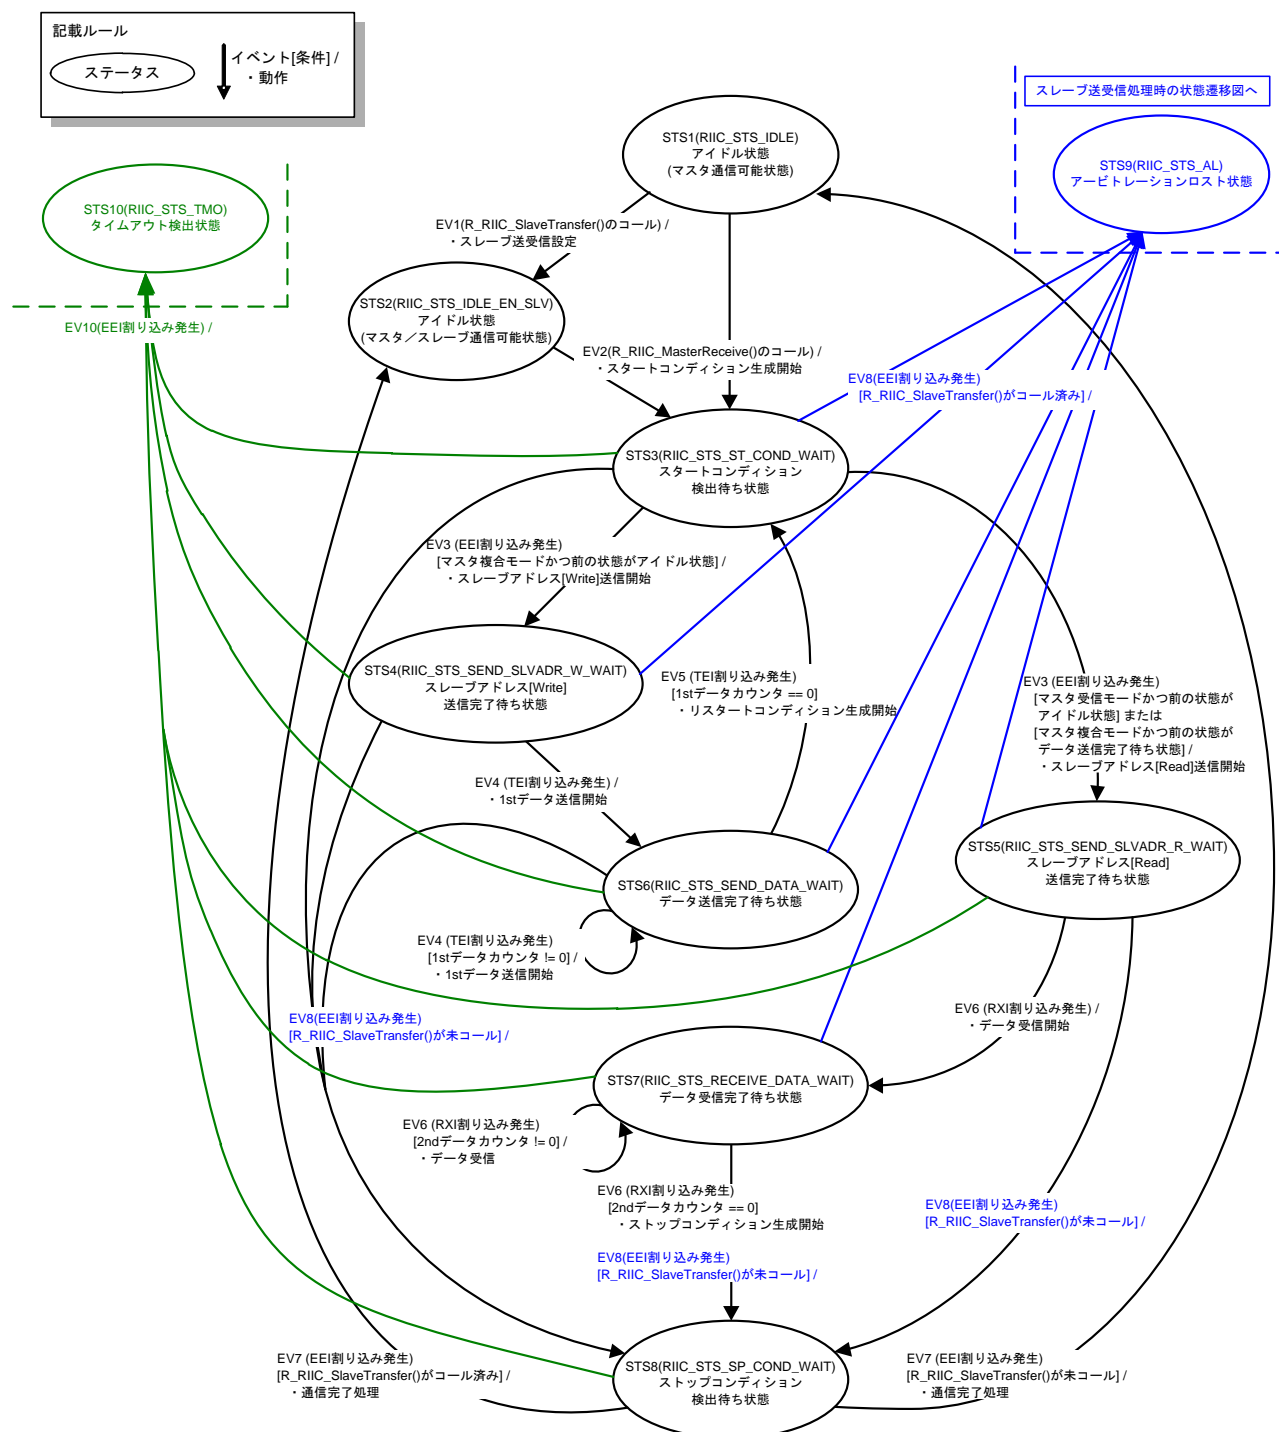 記載ルール
ステータス
イベント[条件] /
・動作
スレーブ送受信処理時の状態遷移図へ
STS1(RIIC_STS_IDLE)
アイドル状態
(マスタ通信可能状態)
STS9(RIIC_STS_AL)
アービトレーションロスト状態
STS10(RIIC_STS_TMO)
タイムアウト検出状態
EV1(R_RIIC_SlaveTransfer()のコール) /
・スレーブ送受信設定
STS2(RIIC_STS_IDLE_EN_SLV)
アイドル状態
(マスタ／スレーブ通信可能状態)
EV10(EEI割り込み発生) /
EV2(R_RIIC_MasterReceive()のコール) /
・スタートコンディション生成開始
EV8(EEI割り込み発生)
[R_RIIC_SlaveTransfer()がコール済み] /
STS3(RIIC_STS_ST_COND_WAIT)
スタートコンディション
検出待ち状態
EV3 (EEI割り込み発生)
[マスタ複合モードかつ前の状態がアイドル状態] /
・スレーブアドレス[Write]送信開始
STS4(RIIC_STS_SEND_SLVADR_W_WAIT)
スレーブアドレス[Write]
送信完了待ち状態
EV5 (TEI割り込み発生)
[1stデータカウンタ == 0]
・リスタートコンディション生成開始
EV3 (EEI割り込み発生)
[マスタ受信モードかつ前の状態が
アイドル状態] または
[マスタ複合モードかつ前の状態が
データ送信完了待ち状態] /
・スレーブアドレス[Read]送信開始
EV4 (TEI割り込み発生) /
・1stデータ送信開始
STS5(RIIC_STS_SEND_SLVADR_R_WAIT)
スレーブアドレス[Read]
送信完了待ち状態
STS6(RIIC_STS_SEND_DATA_WAIT)
データ送信完了待ち状態
EV4 (TEI割り込み発生)
[1stデータカウンタ != 0] /
・1stデータ送信開始
EV8(EEI割り込み発生)
[R_RIIC_SlaveTransfer()が未コール] /
EV6 (RXI割り込み発生) /
・データ受信開始
STS7(RIIC_STS_RECEIVE_DATA_WAIT)
データ受信完了待ち状態
EV6 (RXI割り込み発生)
[2ndデータカウンタ != 0] /
・データ受信
EV6 (RXI割り込み発生)
[2ndデータカウンタ == 0]
・ストップコンディション生成開始
EV8(EEI割り込み発生)
[R_RIIC_SlaveTransfer()が未コール] /
EV8(EEI割り込み発生)
[R_RIIC_SlaveTransfer()が未コール] /
EV7 (EEI割り込み発生)
[R_RIIC_SlaveTransfer()がコール済み] /
・通信完了処理
STS8(RIIC_STS_SP_COND_WAIT)
ストップコンディション
検出待ち状態
EV7 (EEI割り込み発生)
[R_RIIC_SlaveTransfer()が未コール] /
・通信完了処理